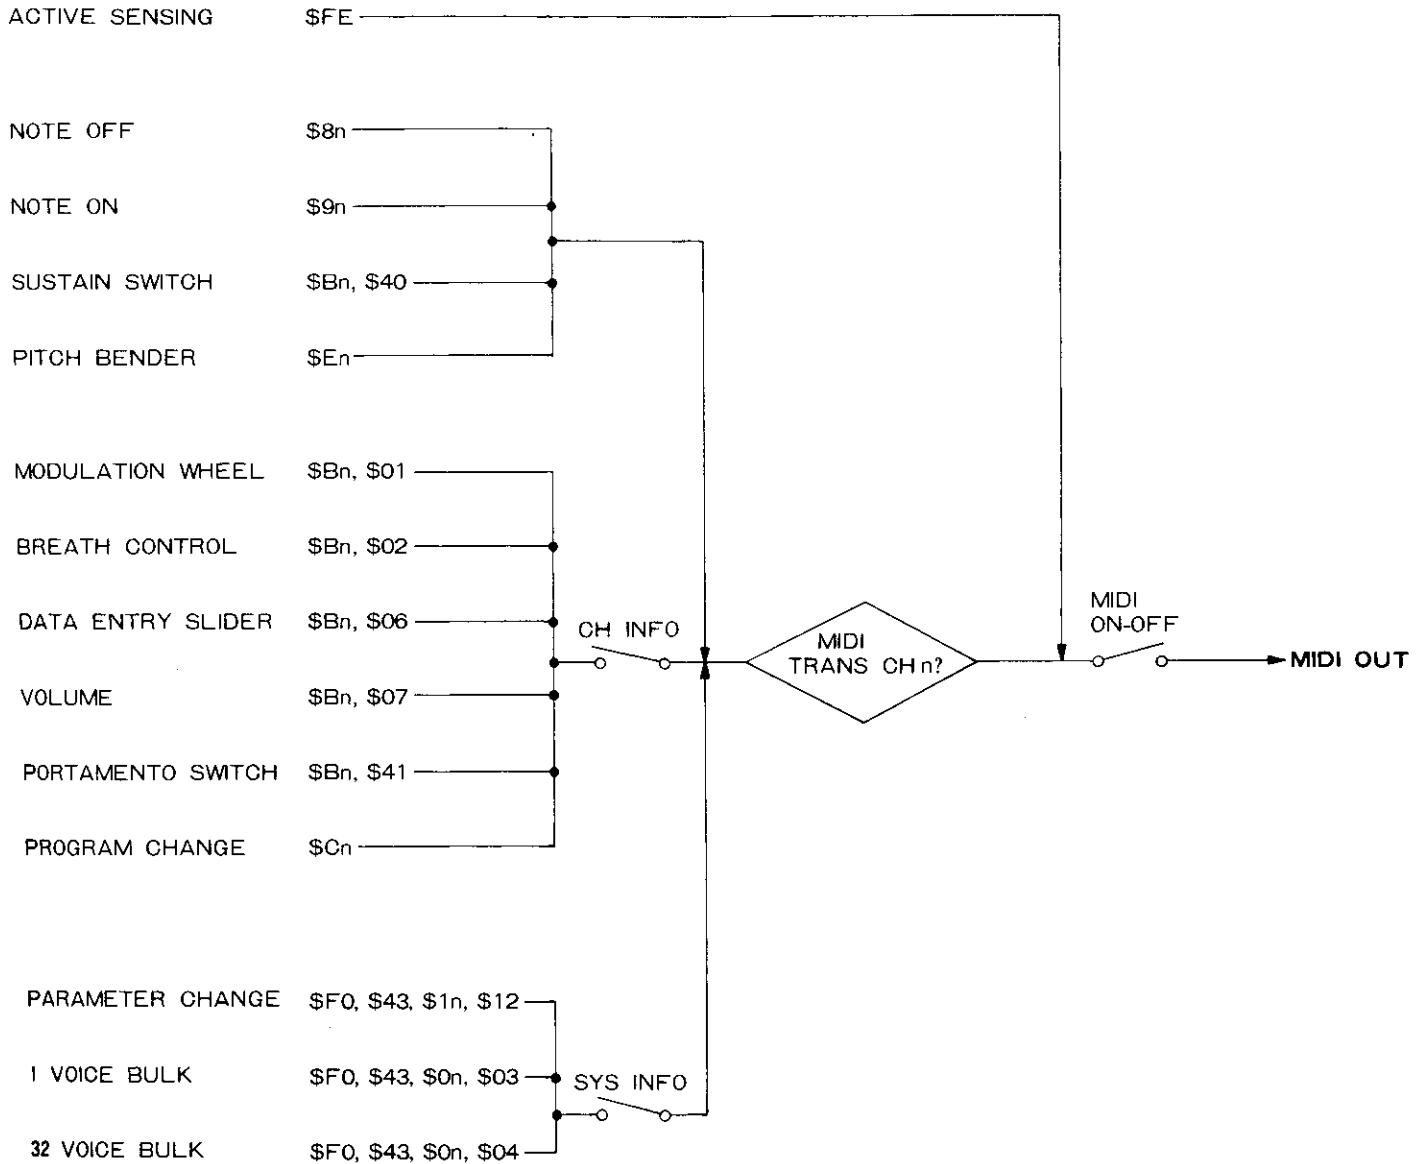 ACTIVE SENSING $FE
NOTE OFF $8n
NOTE ON $9n
SUSTAIN SWITCH $Bn, $40
PITCH BENDER $En
MODULATION WHEEL $Bn, $01
BREATH CONTROL $Bn, $02
DATA ENTRY SLIDER $Bn, $06
CH INFO
MIDI
TRANS CH n?
MIDI
ON-OFF
MIDI OUT
VOLUME $Bn, $07
PORTAMENTO SWITCH $Bn, $41
PROGRAM CHANGE $Cn
PARAMETER CHANGE $F0, $43, $1n, $12
1 VOICE BULK $F0, $43, $0n, $03
SYS INFO
32 VOICE BULK $F0, $43, $0n, $04